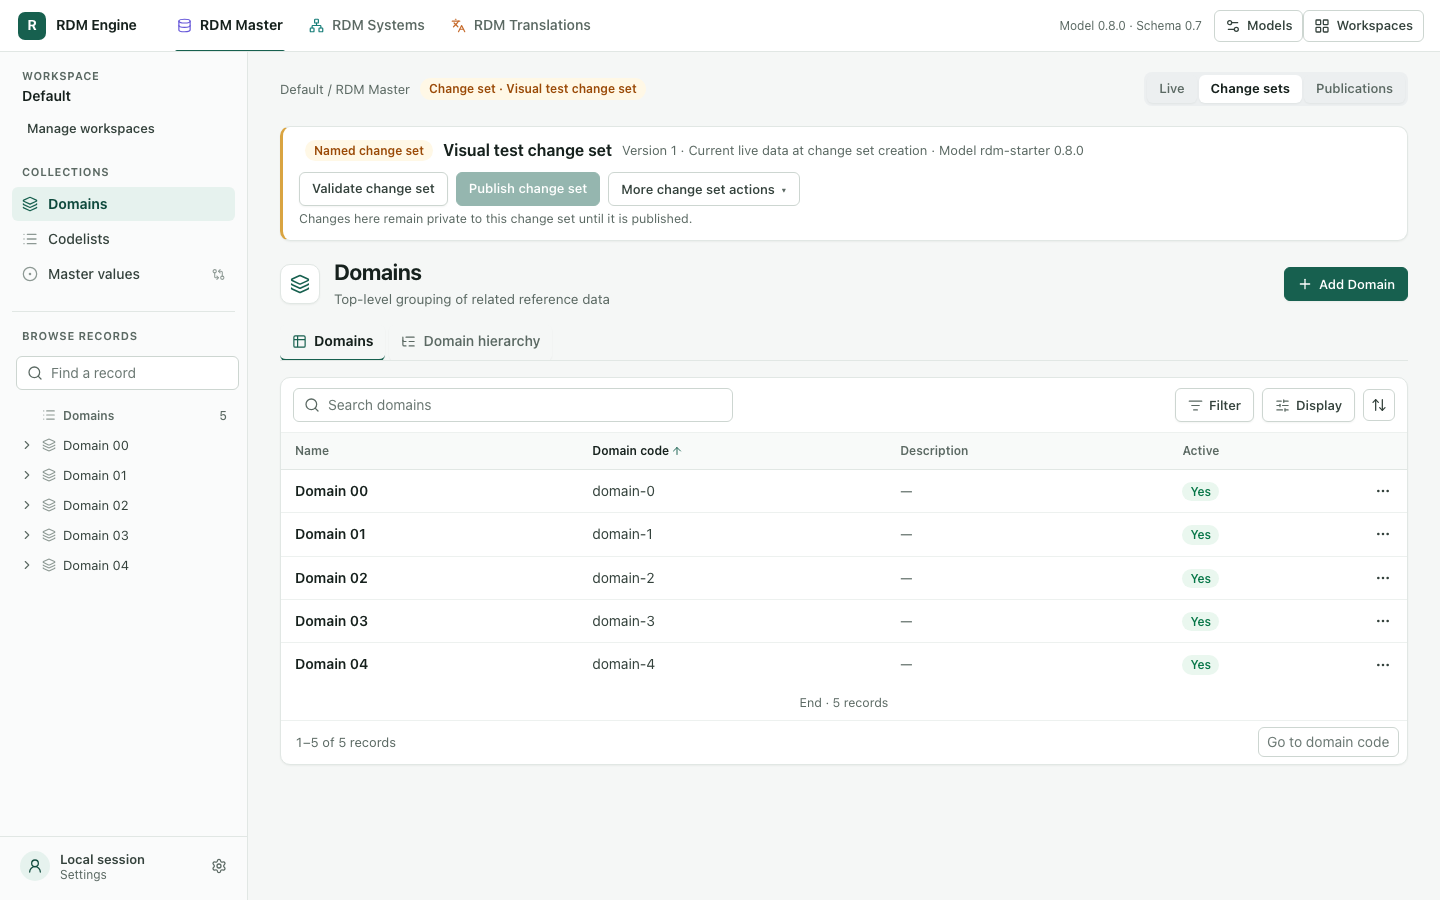 R RDM Engine RDM Master RDM Systems RDM Translations Model 0.8.0 · Schema 0.7 Models Workspaces
WORKSPACE
Default
Manage workspaces
COLLECTIONS
Domains
Codelists
Master values
BROWSE RECORDS
Find a record
Domains 5
Domain 00
Domain 01
Domain 02
Domain 03
Domain 04
Local session
Settings
Default / RDM Master Change set · Visual test change set Live Change sets Publications
Named change set Visual test change set Version 1 · Current live data at change set creation · Model rdm-starter 0.8.0
Validate change set Publish change set More change set actions
Changes here remain private to this change set until it is published.
Domains
Top-level grouping of related reference data
Add Domain
Domains Domain hierarchy
Search domains Filter Display
Name Domain code ↑ Description Active
Domain 00 domain-0 — Yes ...
Domain 01 domain-1 — Yes ...
Domain 02 domain-2 — Yes ...
Domain 03 domain-3 — Yes ...
Domain 04 domain-4 — Yes ...
End · 5 records
1–5 of 5 records Go to domain code